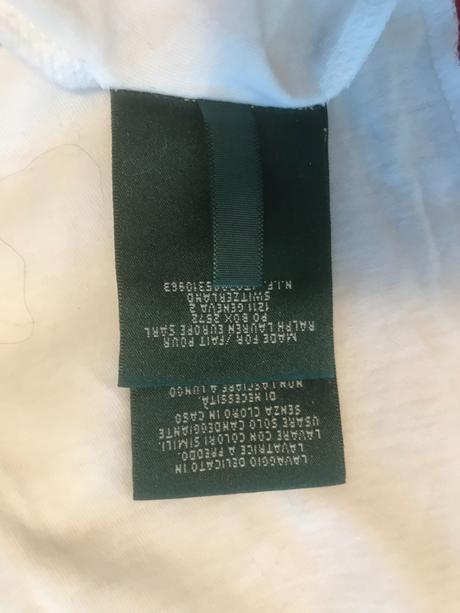 LAVAGGIO DELICATO IN
LAVATRICE A FREDDO.
LAVARE CON COLORI SIMILI.
USARE SOLO CANDEGGIANTE
SENZA CLORO IN CASO
DI NECESSITÀ.
NON LASCIARE A LUNGO
MADE FOR/FAIT POUR
RALPH LAUREN EUROPE SARL
PO BOX 2572
1211 GENEVA 2
SWITZERLAND
N.I.F.